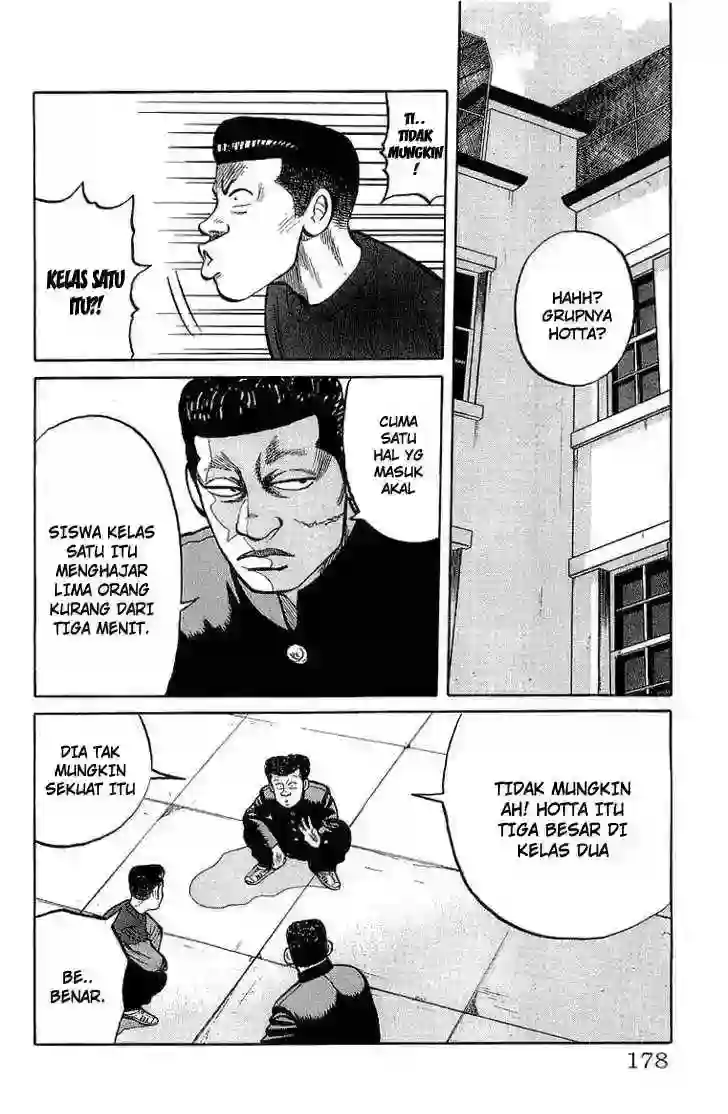 HAHH?
GRUPNYA
HOTTA?
TI..
TIDAK
MUNGKIN
!
KELAS SATU
ITU?!
CUMA
SATU
HAL YG
MASUK
AKAL
SISWA KELAS
SATU ITU
MENGHAJAR
LIMA ORANG
KURANG DARI
TIGA MENIT.
TIDAK MUNGKIN
AH! HOTTA ITU
TIGA BESAR DI
KELAS DUA
DIA TAK
MUNGKIN
SEKUAT ITU
BE..
BENAR.
178